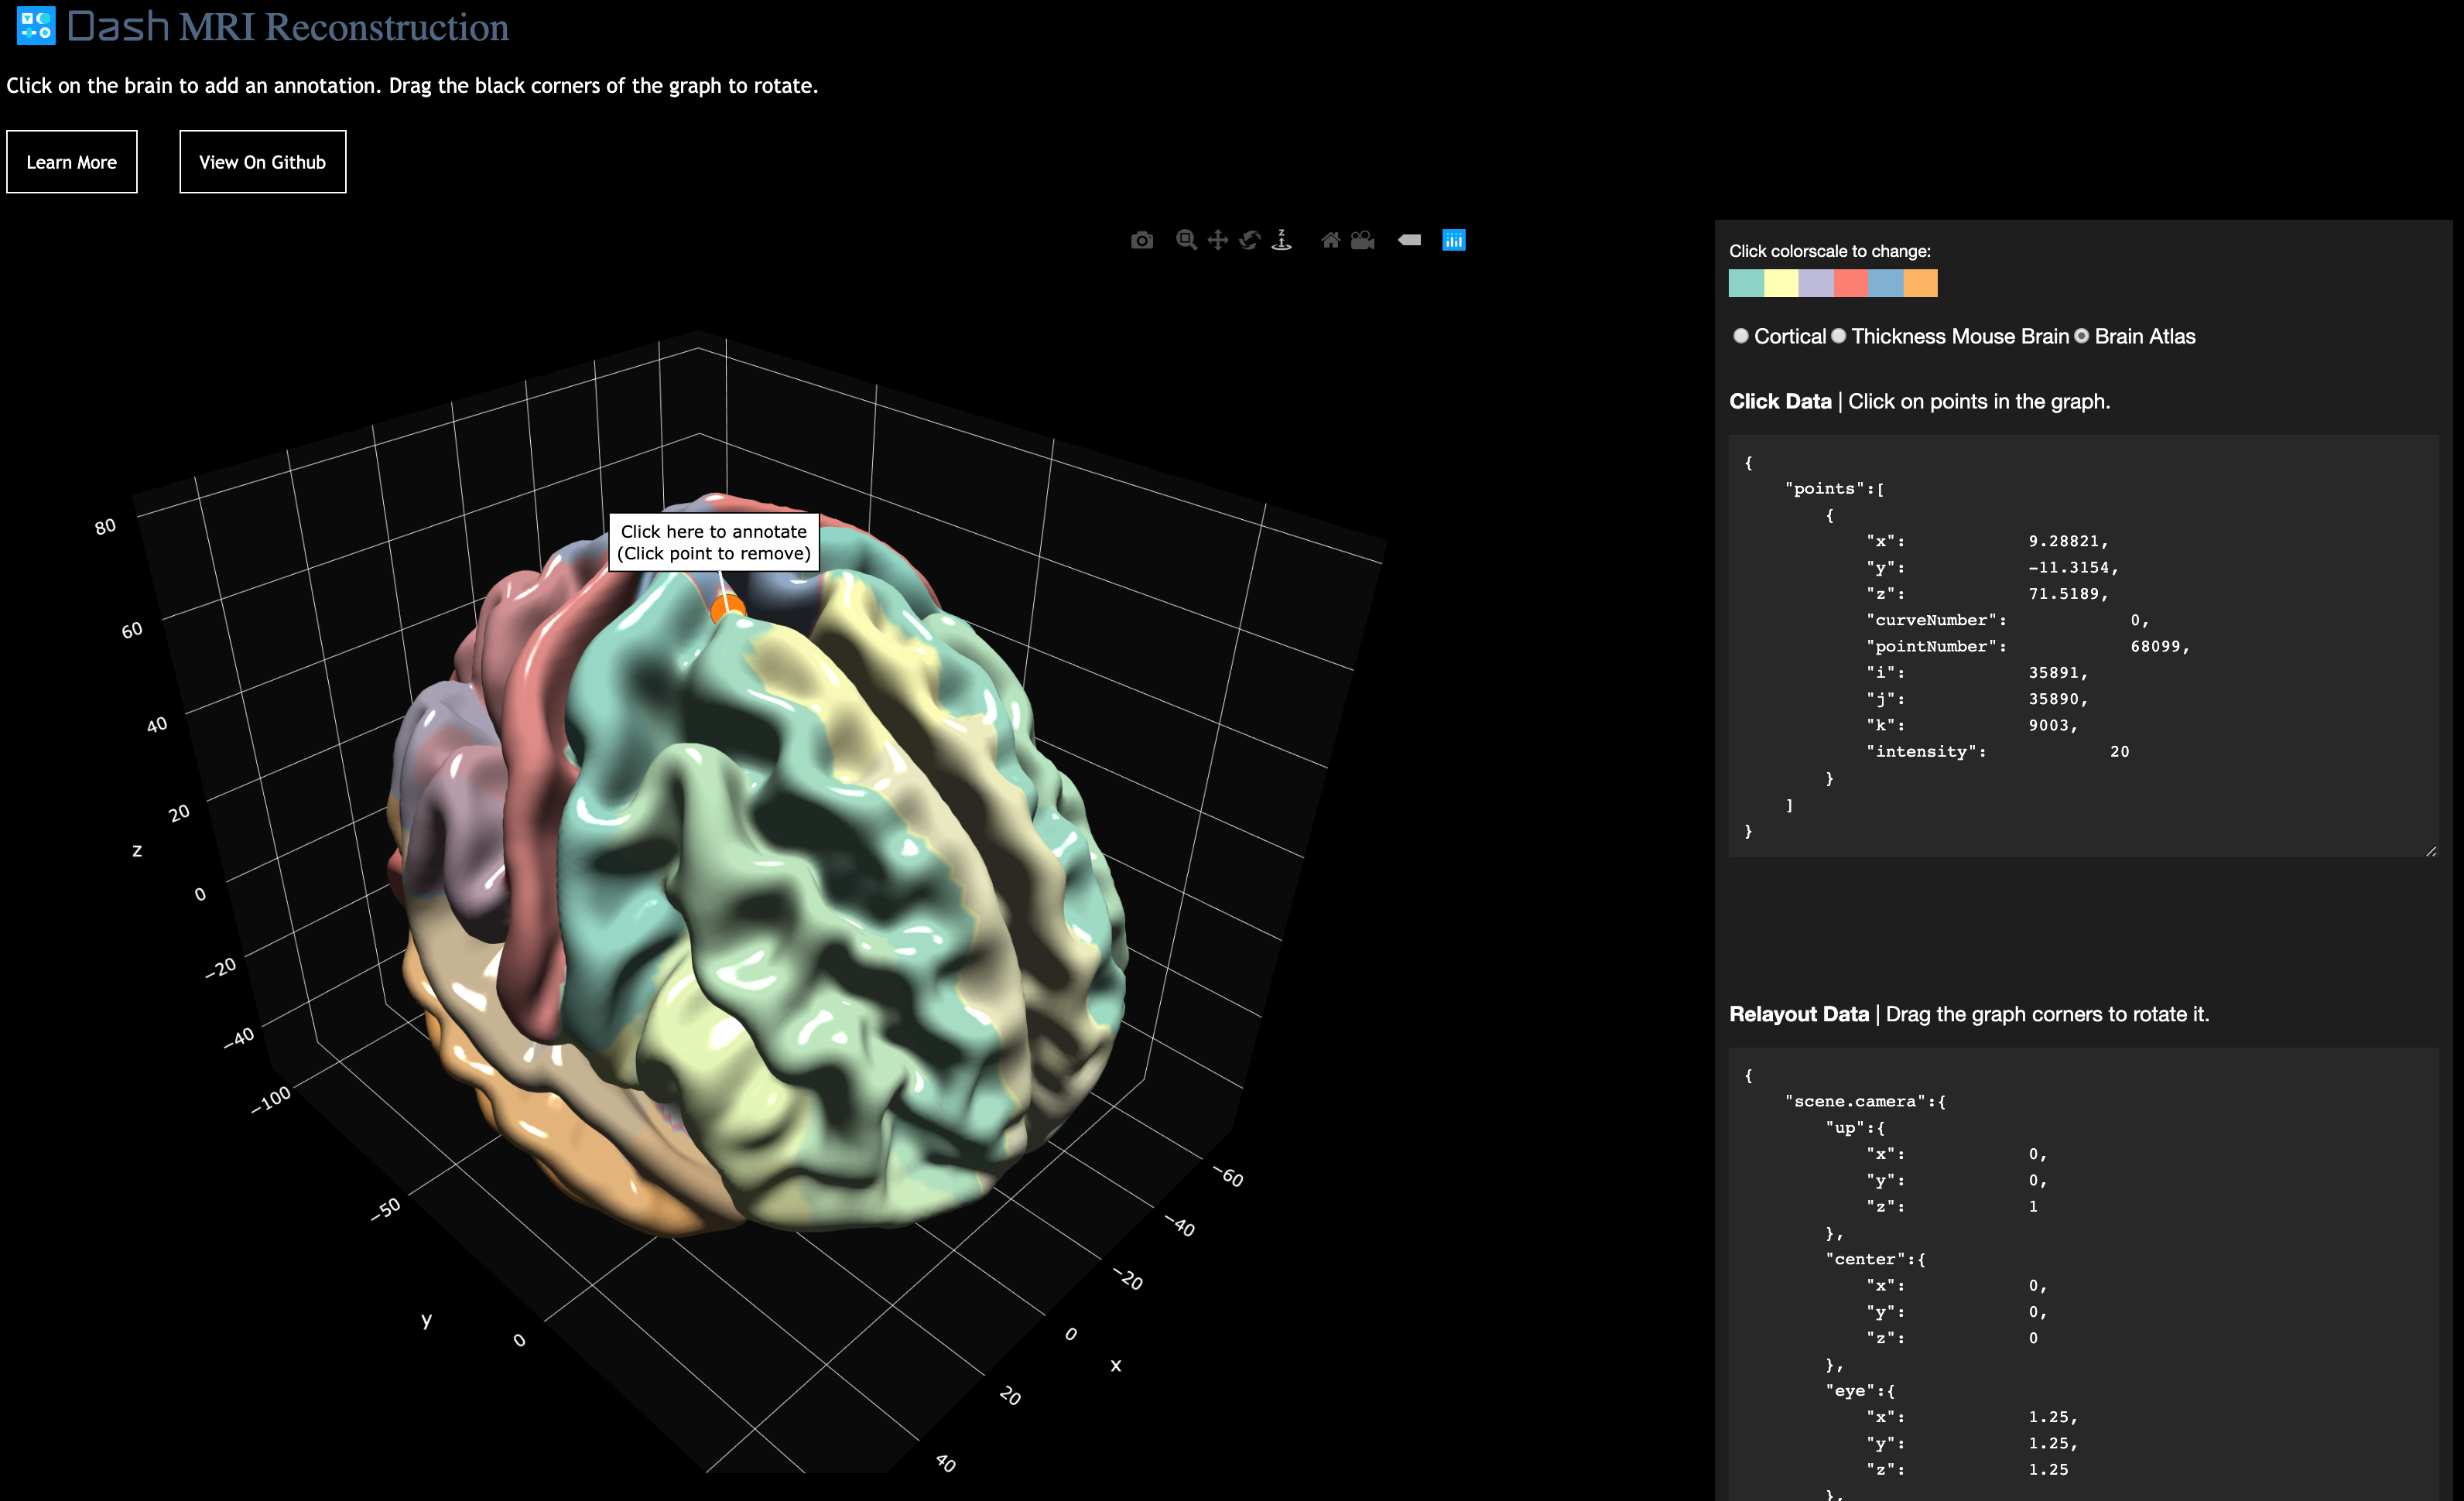 Dash MRI Reconstruction
Click on the brain to add an annotation. Drag the black corners of the graph to rotate.
Learn More
View On Github
z
Click here to annotate
(Click point to remove)
80
60
40
20
z
0
−20
−40
−100
−50
y
0
−60
−40
−20
0
x
20
40
Click colorscale to change:
Cortical Thickness Mouse Brain Brain Atlas
Click Data | Click on points in the graph.
{
"points":[
{
"x": 9.28821,
"y": -11.3154,
"z": 71.5189,
"curveNumber": 0,
"pointNumber": 68099,
"i": 35891,
"j": 35890,
"k": 9003,
"intensity": 20
}
]
}
Relayout Data | Drag the graph corners to rotate it.
{
"scene.camera":{
"up":{
"x": 0,
"y": 0,
"z": 1
},
"center":{
"x": 0,
"y": 0,
"z": 0
},
"eye":{
"x": 1.25,
"y": 1.25,
"z": 1.25
},